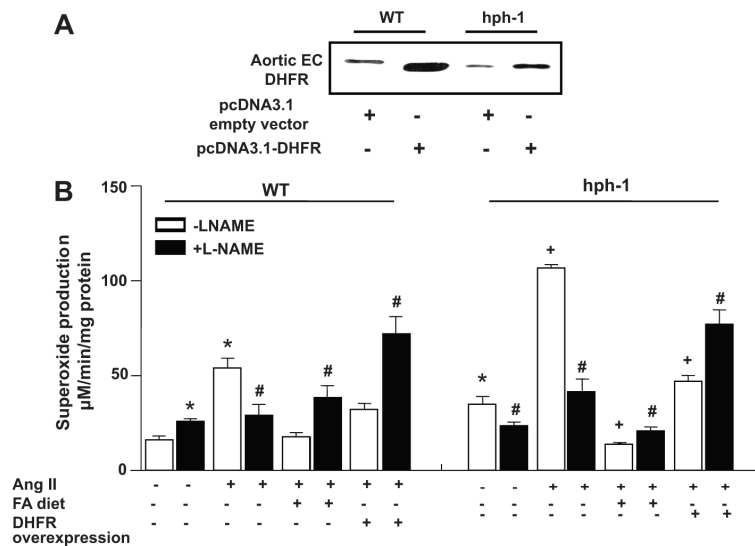 A
WT hph-1
Aortic EC
DHFR
pcDNA3.1
empty vector + - + -
pcDNA3.1-DHFR - + - +
B
WT hph-1
-LNAME
+L-NAME
Superoxide production
µM/min/mg protein
150
100
50
0
* * # # # * # + # + # + #
Ang II - - + + + + + + - - + + + + + +
FA diet - - - - + + - - - - - - + + - -
DHFR
overexpression - - - - - - + + - - - - - - + +